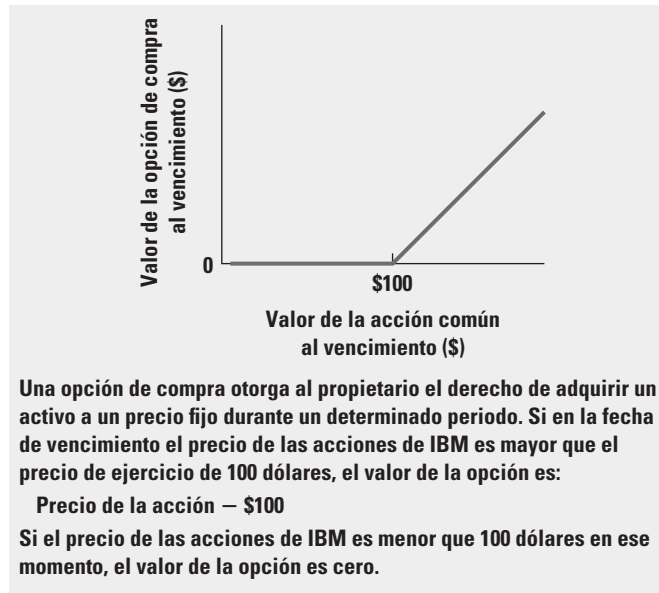 Valor de la opción de compra
al vencimiento ($)
0
$100
Valor de la acción común
al vencimiento ($)
Una opción de compra otorga al propietario el derecho de adquirir un
activo a un precio fijo durante un determinado periodo. Si en la fecha
de vencimiento el precio de las acciones de IBM es mayor que el
precio de ejercicio de 100 dólares, el valor de la opción es:
Precio de la acción − $100
Si el precio de las acciones de IBM es menor que 100 dólares en ese
momento, el valor de la opción es cero.